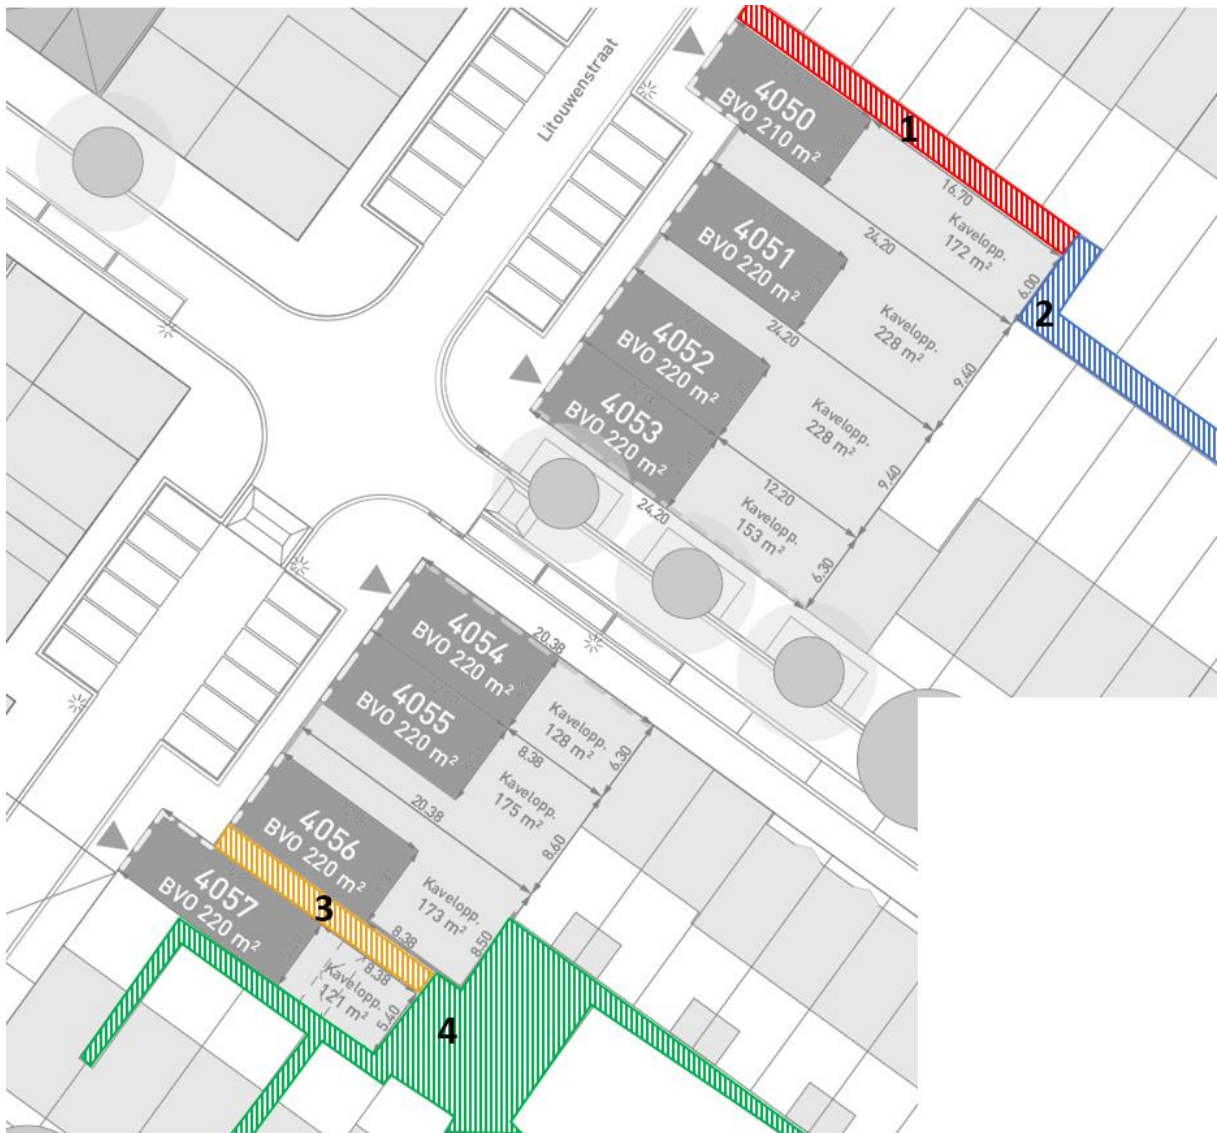 Litouwenstraat
4050
BVO 210 m²
1
16.70
Kavelopp.
172 m²
24.20
6.00
2
4051
BVO 220 m²
24.20
Kavelopp.
228 m²
9.40
4052
BVO 220 m²
Kavelopp.
228 m²
9.40
4053
BVO 220 m²
12.20
24.20
Kavelopp.
153 m²
6.30
4054
BVO 220 m²
20.38
Kavelopp.
128 m²
6.30
4055
BVO 220 m²
8.38
Kavelopp.
175 m²
20.38
8.60
4056
BVO 220 m²
Kavelopp.
173 m²
8.38
8.50
3
4057
BVO 220 m²
8.38
Kavelopp.
121 m²
5.40
4